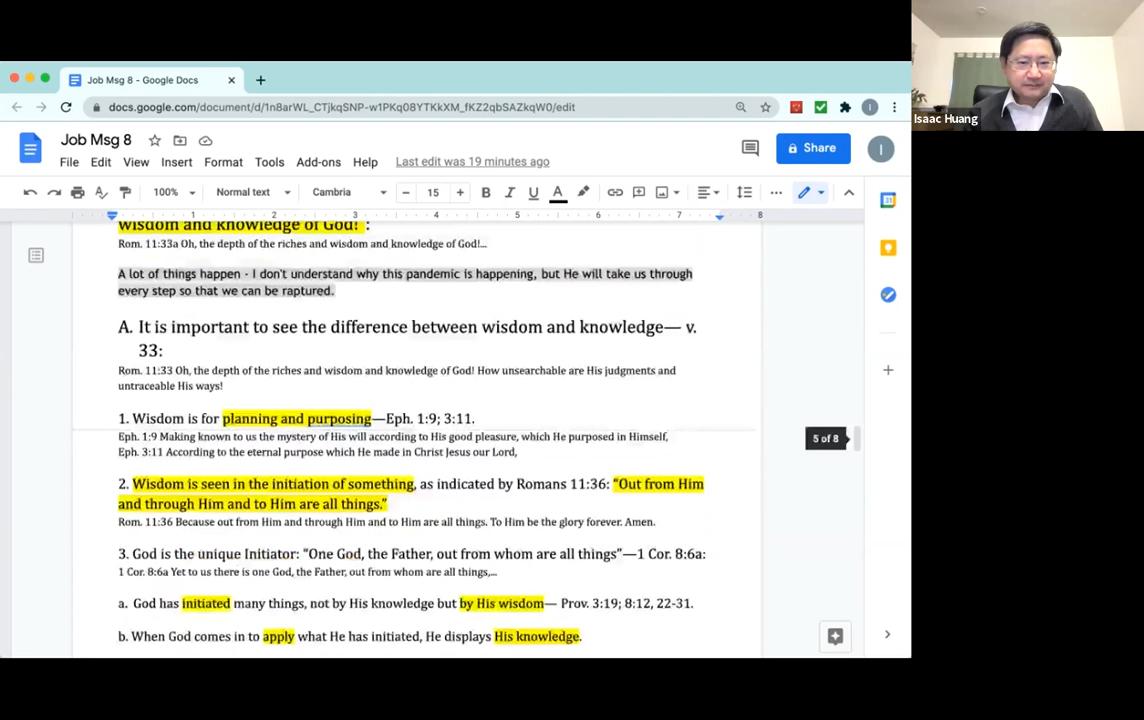 Job Msg 8 - Google Docs
docs.google.com/document/d/1n8arWL_CTjkqSNP-w1PKq08YTKkXM_fKZ2qbSAZkqW0/edit
Isaac Huang
Job Msg 8
File Edit View Insert Format Tools Add-ons Help Last edit was 19 minutes ago
Share
I
100% Normal text Cambria − 15 + B I U A
1 2 3 4 5 6 7 8
wisdom and knowledge of God! :
Rom. 11:33a Oh, the depth of the riches and wisdom and knowledge of God!...
A lot of things happen - I don't understand why this pandemic is happening, but He will take us through
every step so that we can be raptured.
A. It is important to see the difference between wisdom and knowledge— v.
33:
Rom. 11:33 Oh, the depth of the riches and wisdom and knowledge of God! How unsearchable are His judgments and
untraceable His ways!
1. Wisdom is for planning and purposing—Eph. 1:9; 3:11.
Eph. 1:9 Making known to us the mystery of His will according to His good pleasure, which He purposed in Himself,
5 of 8
Eph. 3:11 According to the eternal purpose which He made in Christ Jesus our Lord,
2. Wisdom is seen in the initiation of something, as indicated by Romans 11:36: “Out from Him
and through Him and to Him are all things.”
Rom. 11:36 Because out from Him and through Him and to Him are all things. To Him be the glory forever. Amen.
3. God is the unique Initiator: “One God, the Father, out from whom are all things”—1 Cor. 8:6a:
1 Cor. 8:6a Yet to us there is one God, the Father, out from whom are all things,...
a. God has initiated many things, not by His knowledge but by His wisdom— Prov. 3:19; 8:12, 22-31.
b. When God comes in to apply what He has initiated, He displays His knowledge.